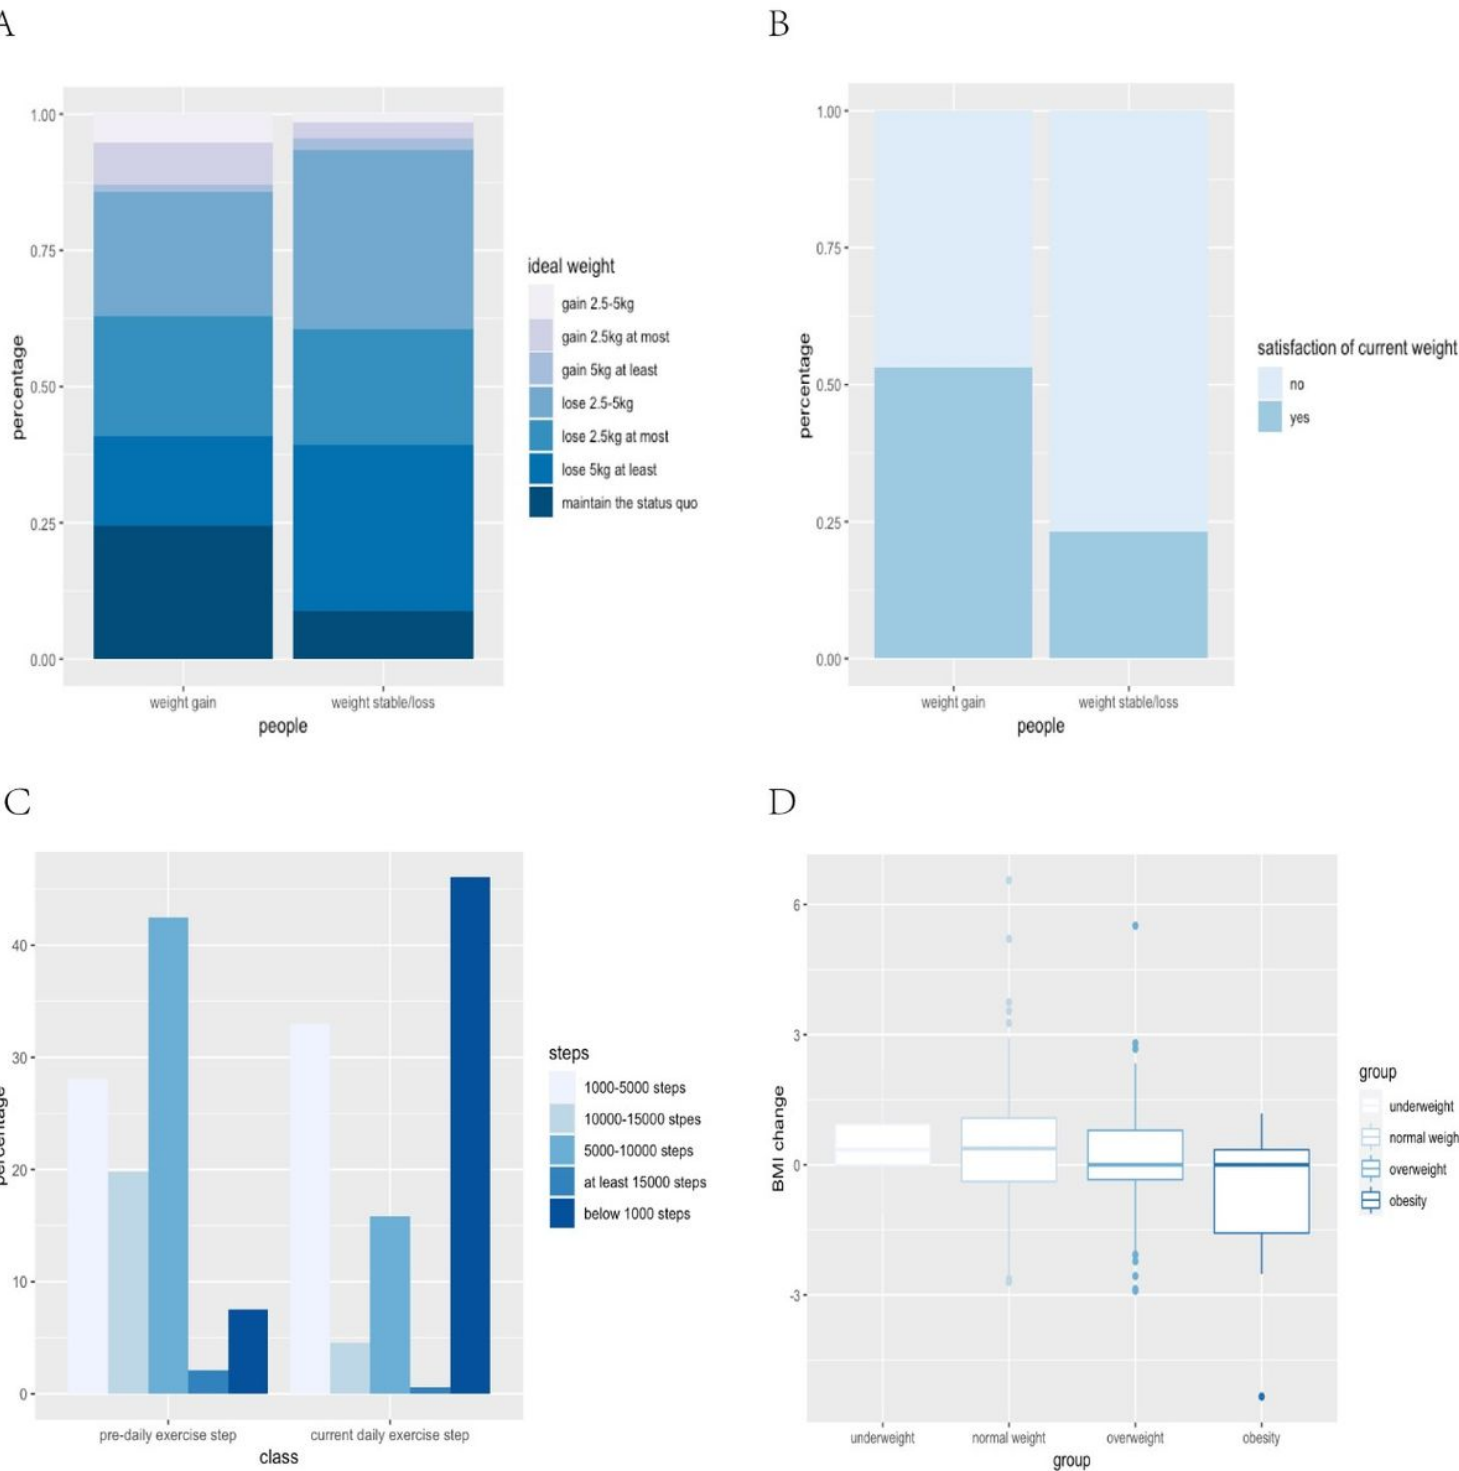 A
B
1.00
0.75
0.50
0.25
0.00
percentage
weight gain
weight stable/loss
people
ideal weight
gain 2.5-5kg
gain 2.5kg at most
gain 5kg at least
lose 2.5-5kg
lose 2.5kg at most
lose 5kg at least
maintain the status quo
1.00
0.75
0.50
0.25
0.00
percentage
weight gain
weight stable/loss
people
satisfaction of current weight
no
yes
C
D
40
30
20
10
0
percentage
pre-daily exercise step
current daily exercise step
class
steps
1000-5000 steps
10000-15000 stpes
5000-10000 steps
at least 15000 steps
below 1000 steps
6
3
0
-3
BMI change
underweight
normal weight
overweight
obesity
group
group
underweight
normal weigh
overweight
obesity